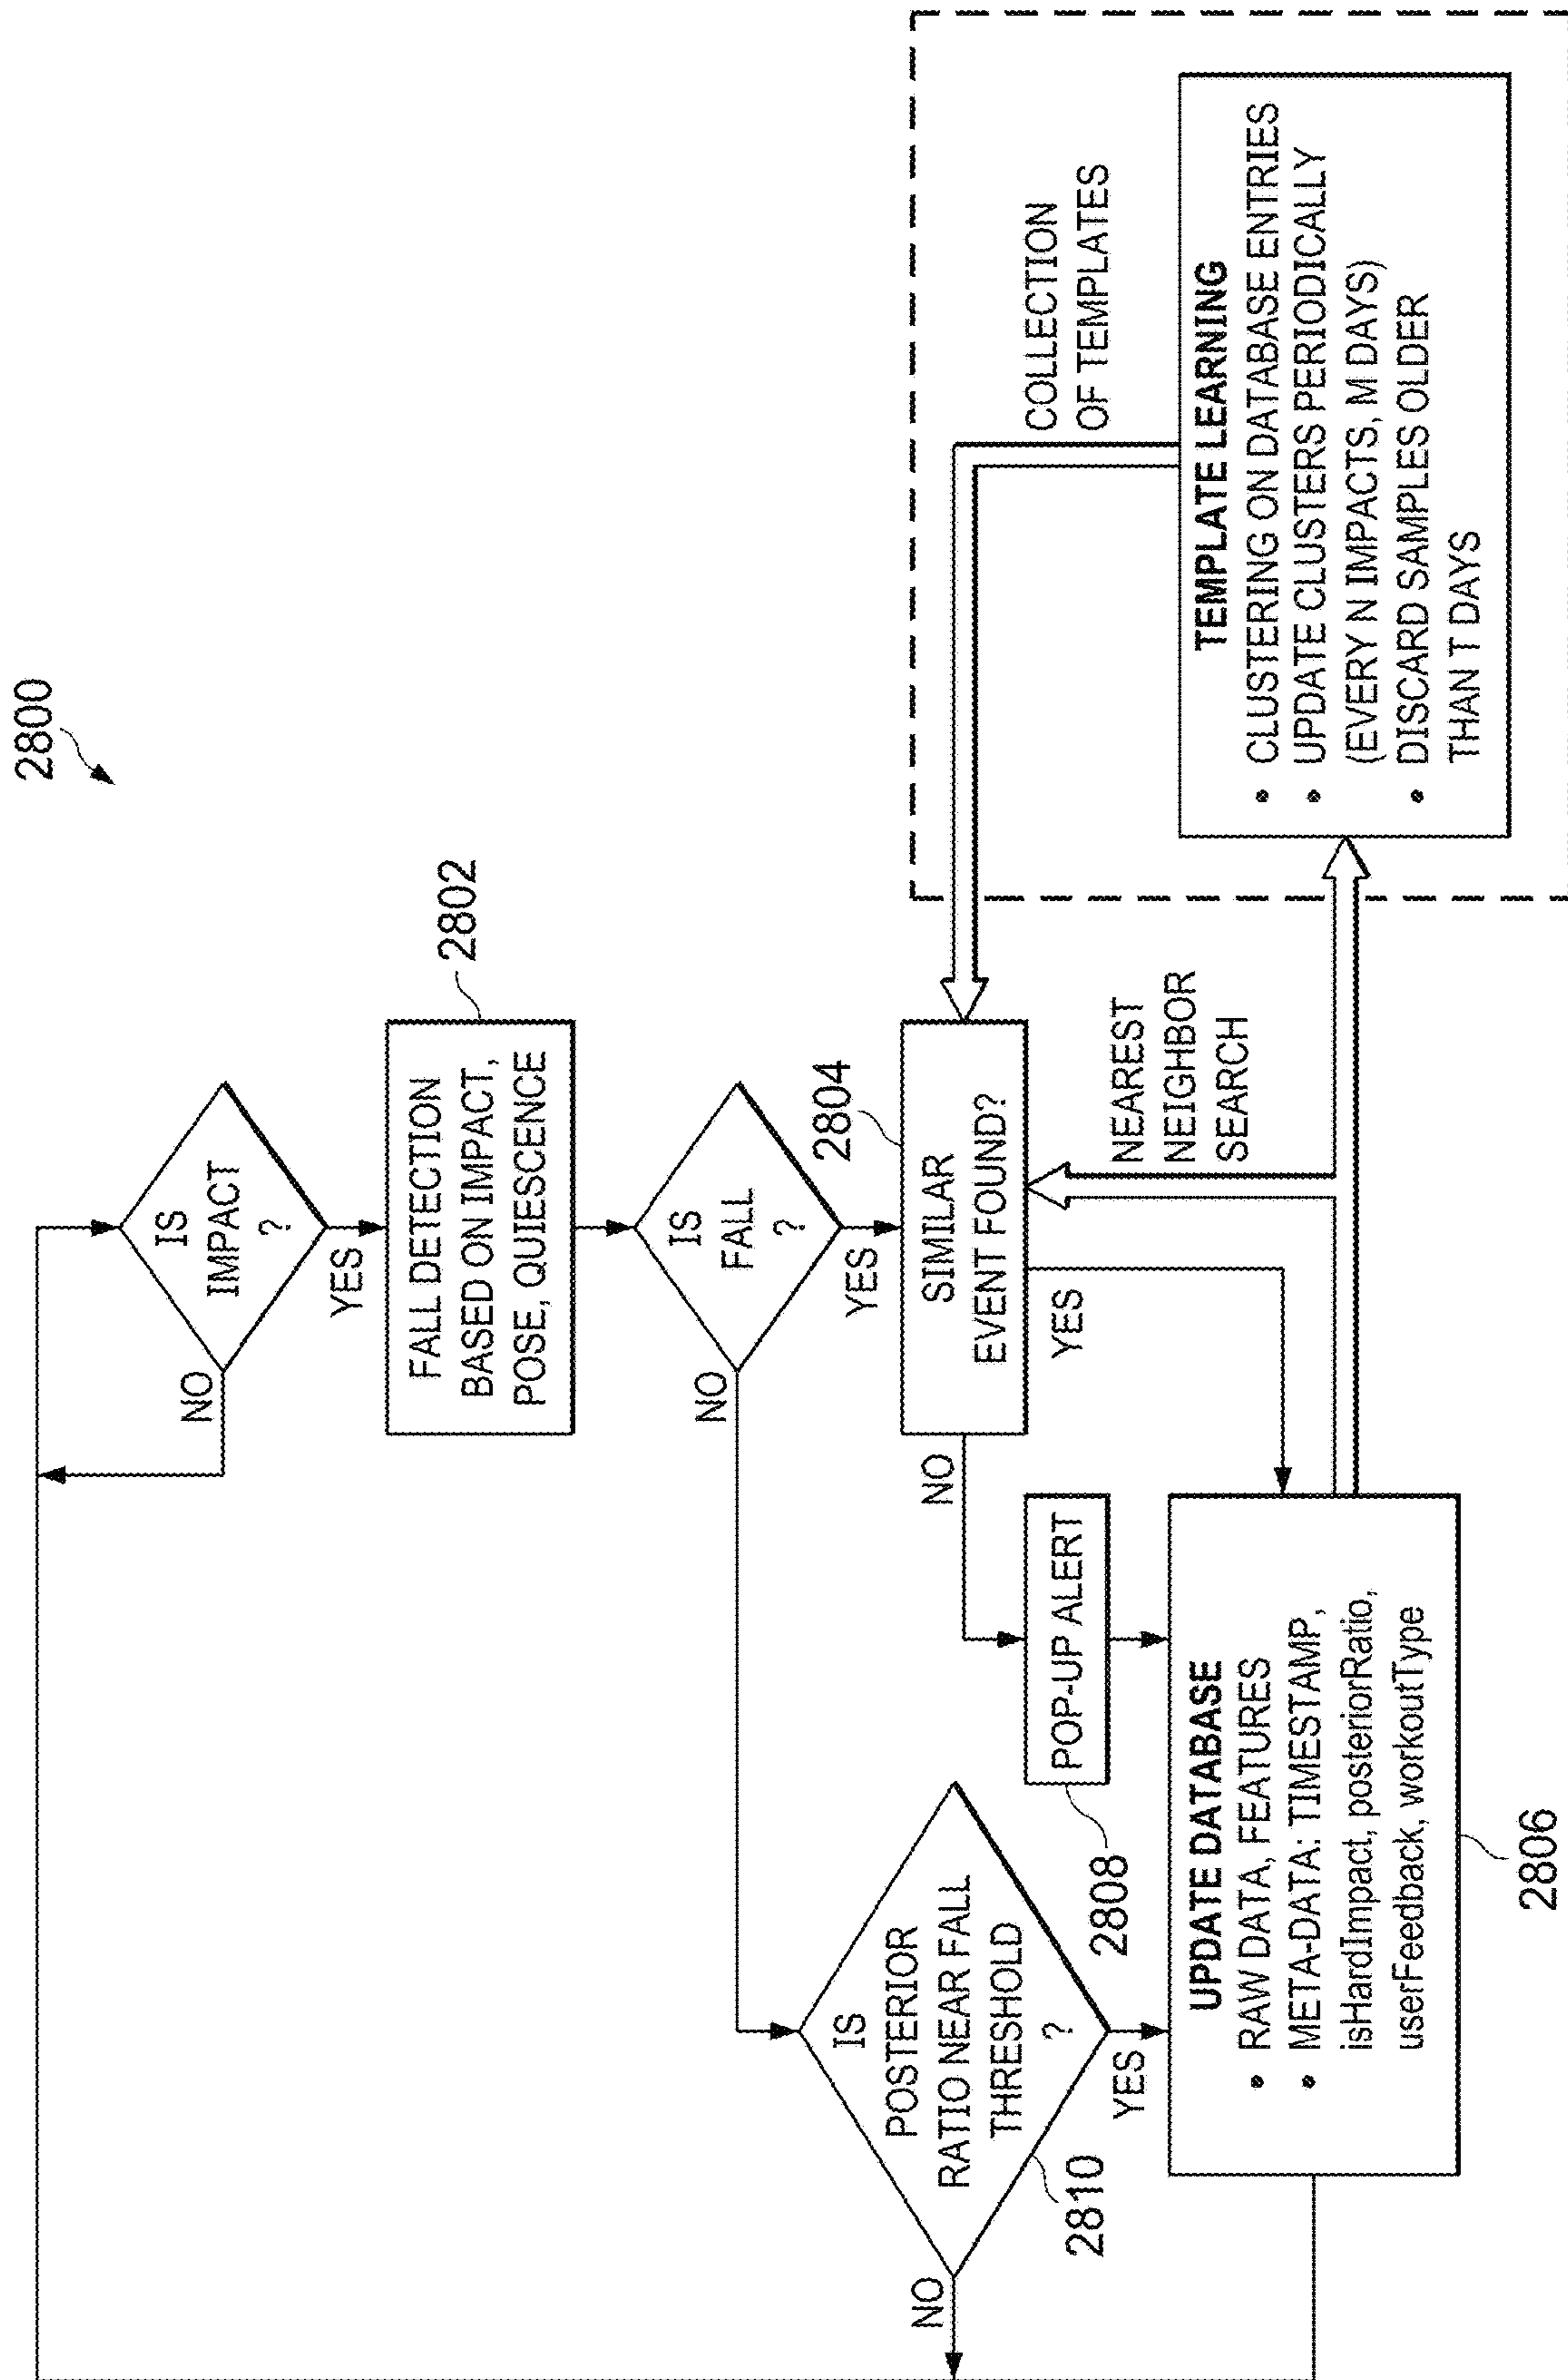 2800
IS
IMPACT
?
NO
YES
FALL DETECTION
BASED ON IMPACT,
POSE, QUIESCENCE
2802
IS
FALL
?
NO
YES
2804
SIMILAR
EVENT FOUND?
NO
YES
COLLECTION
OF TEMPLATES
NEAREST
NEIGHBOR
SEARCH
IS
POSTERIOR
RATIO NEAR FALL
THRESHOLD
?
NO
YES
2810
POP-UP ALERT
2808
UPDATE DATABASE
• RAW DATA, FEATURES
• META-DATA: TIMESTAMP,
isHardImpact, posteriorRatio,
userFeedback, workoutType
2806
TEMPLATE LEARNING
• CLUSTERING ON DATABASE ENTRIES
• UPDATE CLUSTERS PERIODICALLY
(EVERY N IMPACTS, M DAYS)
• DISCARD SAMPLES OLDER
THAN T DAYS